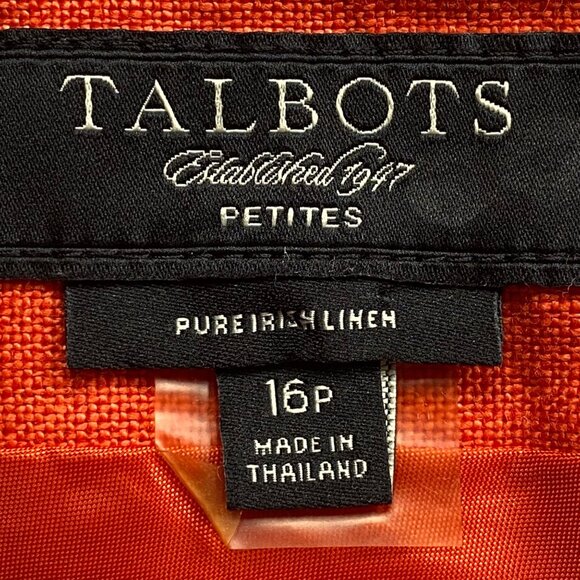 TALBOTS
Established 1947
PETITES
PURE IRISH LINEN
16P
MADE IN
THAILAND